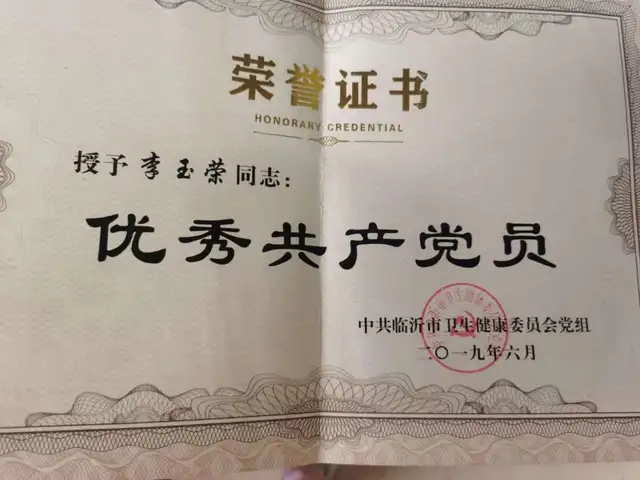 荣誉证书
HONORARY CREDENTIAL
授予李玉荣同志：
优秀共产党员
中共临沂市卫生健康委员会党组
二〇一九年六月